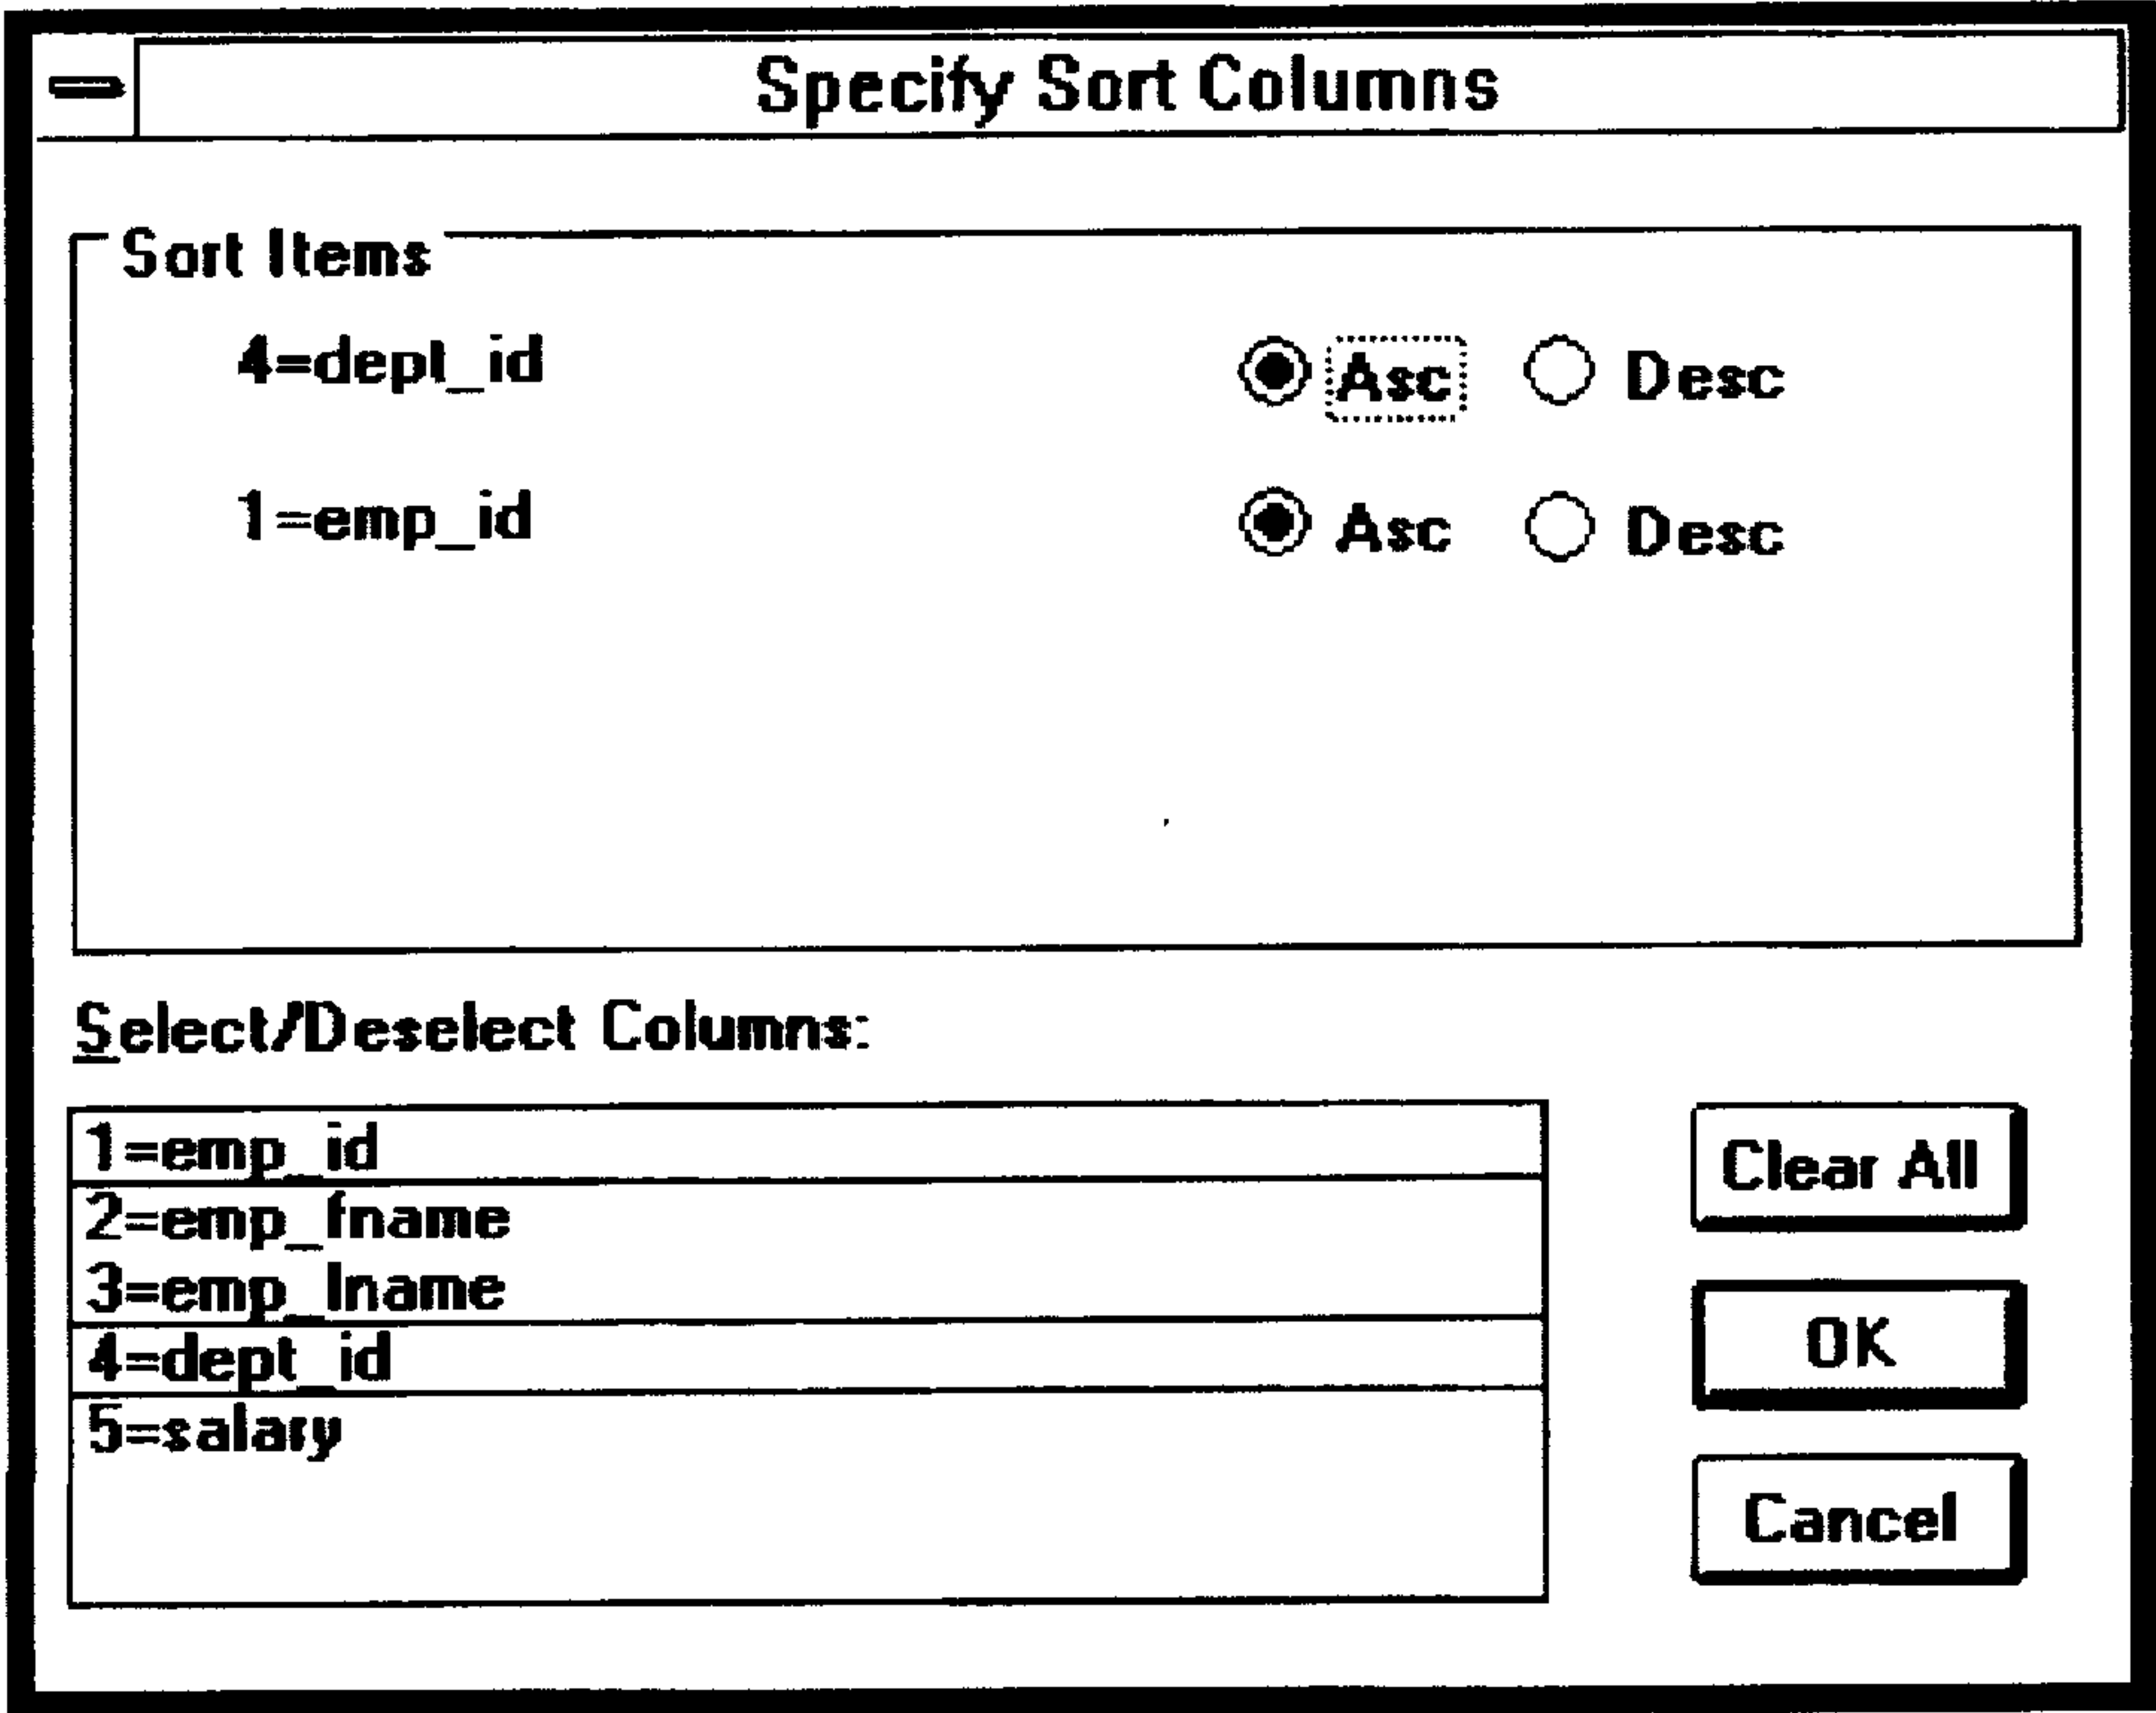 Specify Sort Columns
Sort Items
4=dept_id Asc Desc
1=emp_id Asc Desc
Select/Deselect Columns:
1=emp_id
2=emp_fname
3=emp_lname
4=dept_id
5=salary
Clear All
OK
Cancel